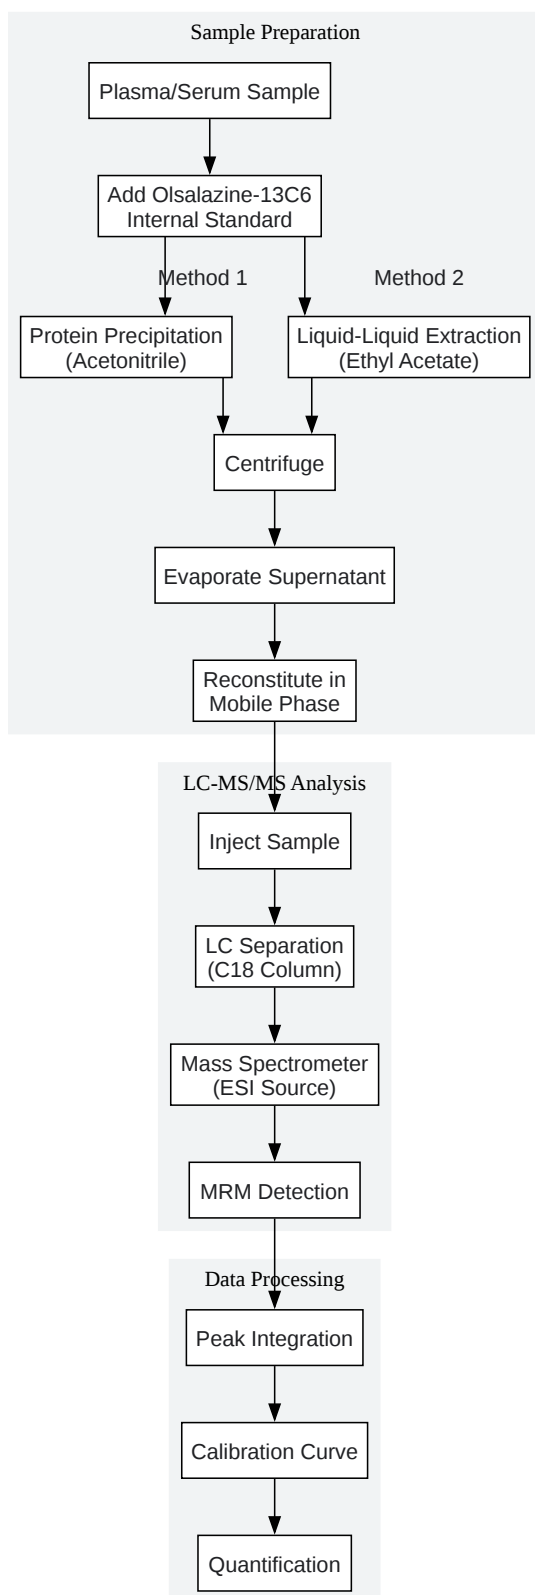 Sample Preparation
Plasma/Serum Sample
Add Olsalazine-13C6
Internal Standard
Method 1
Method 2
Protein Precipitation
(Acetonitrile)
Liquid-Liquid Extraction
(Ethyl Acetate)
Centrifuge
Evaporate Supernatant
Reconstitute in
Mobile Phase
LC-MS/MS Analysis
Inject Sample
LC Separation
(C18 Column)
Mass Spectrometer
(ESI Source)
MRM Detection
Data Processing
Peak Integration
Calibration Curve
Quantification